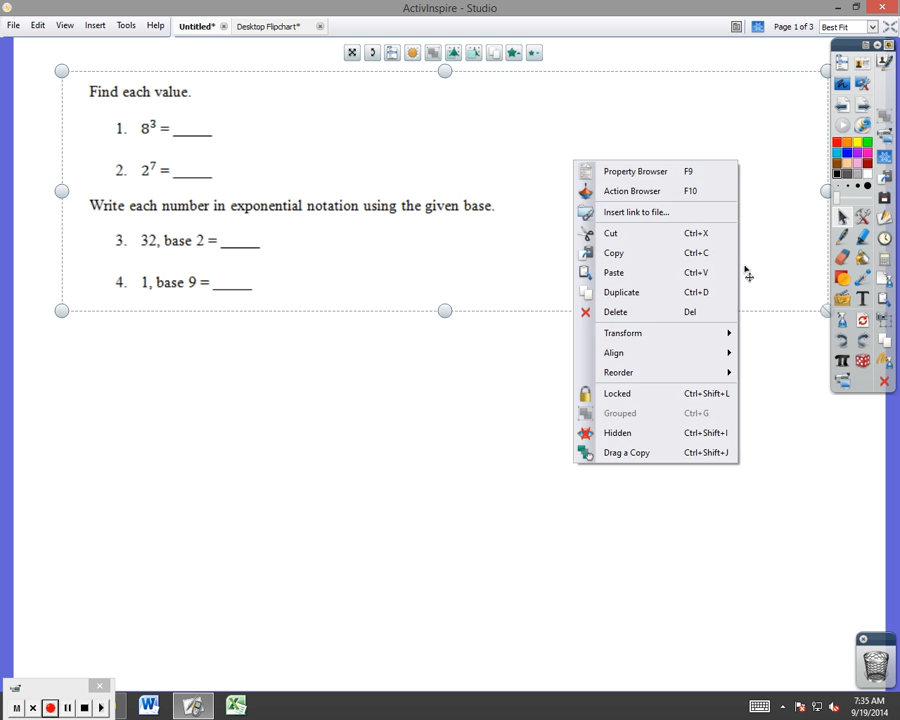 ActivInspire - Studio
File Edit View Insert Tools Help Untitled* Desktop Flipchart* Page 1 of 3 Best Fit
Find each value.
1. 8³ = _____
2. 2⁷ = _____
Write each number in exponential notation using the given base.
3. 32, base 2 = _____
4. 1, base 9 = _____
Property Browser F9
Action Browser F10
Insert link to file...
Cut Ctrl+X
Copy Ctrl+C
Paste Ctrl+V
Duplicate Ctrl+D
Delete Del
Transform
Align
Reorder
Locked Ctrl+Shift+L
Grouped Ctrl+G
Hidden Ctrl+Shift+I
Drag a Copy Ctrl+Shift+J
M
7:35 AM
9/19/2014